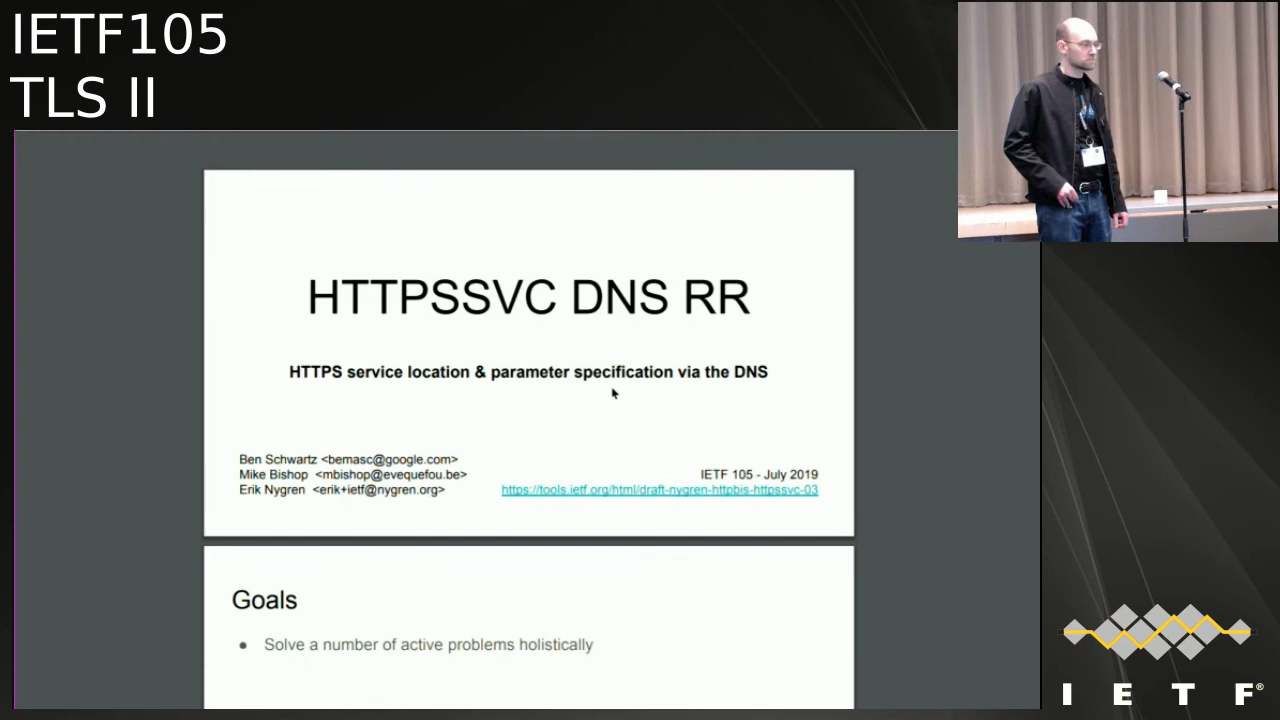 IETF105
TLS II
HTTPSSVC DNS RR
HTTPS service location & parameter specification via the DNS
Ben Schwartz <bemasc@google.com>
Mike Bishop <mbishop@evequefou.be>
Erik Nygren <erik+ietf@nygren.org>
IETF 105 - July 2019
https://tools.ietf.org/html/draft-nygren-httpbis-httpssvc-03
Goals
● Solve a number of active problems holistically
I E T F®